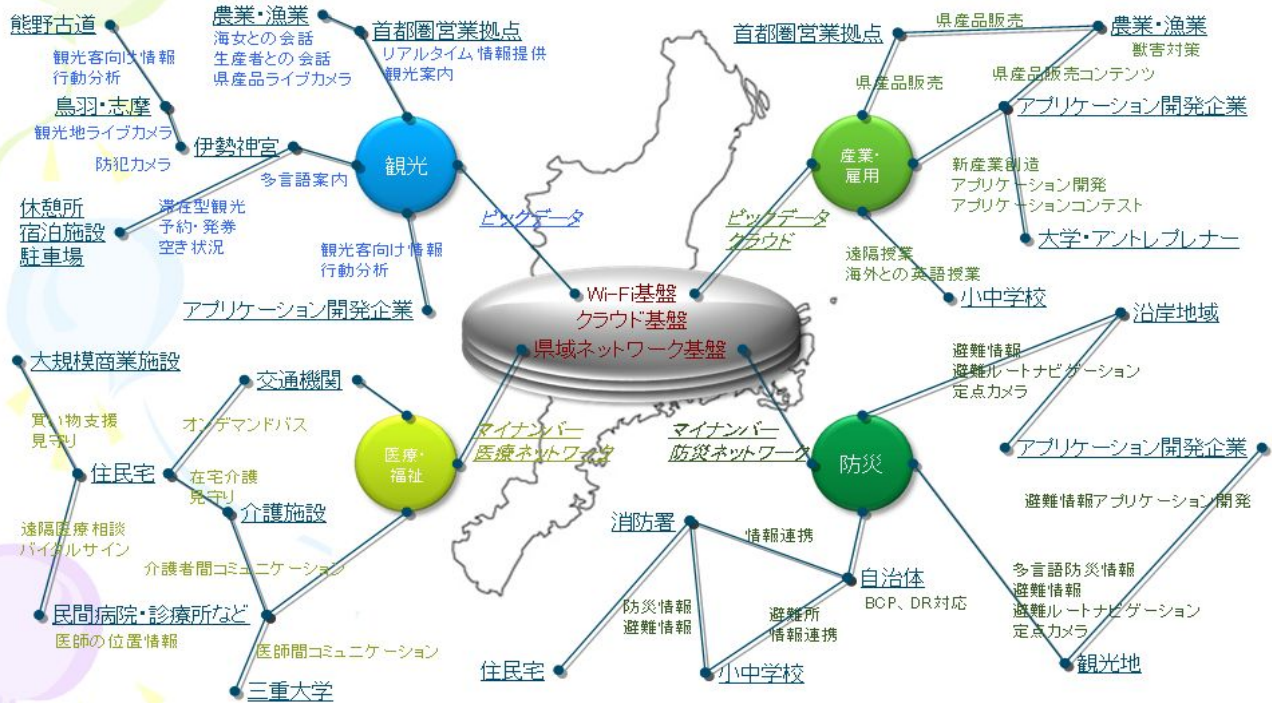 熊野古道
観光客向け情報
行動分析
鳥羽・志摩
観光地ライブカメラ
防犯カメラ
伊勢神宮
多言語案内
休憩所
宿泊施設
駐車場
滞在型観光
予約・発券
空き状況
農業・漁業
海女との会話
生産者との会話
県産品ライブカメラ
首都圏営業拠点
リアルタイム情報提供
観光案内
観光
観光客向け情報
行動分析
アプリケーション開発企業
ビックデータ
首都圏営業拠点
県産品販売
農業・漁業
獣害対策
県産品販売
県産品販売コンテンツ
アプリケーション開発企業
産業・
雇用
新産業創造
アプリケーション開発
アプリケーションコンテスト
大学・アントレプレナー
ビックデータ
クラウド
遠隔授業
海外との英語授業
小中学校
Wi-Fi基盤
クラウド基盤
県域ネットワーク基盤
大規模商業施設
買い物支援
見守り
交通機関
オンデマンドバス
住民宅
在宅介護
見守り
介護施設
医療・
福祉
マイナンバー
医療ネットワーク
遠隔医療相談
バイタルサイン
介護者間コミュニケーション
民間病院・診療所など
医師の位置情報
医師間コミュニケーション
三重大学
マイナンバー
防災ネットワーク
防災
沿岸地域
避難情報
避難ルートナビゲーション
定点カメラ
アプリケーション開発企業
避難情報アプリケーション開発
消防署
情報連携
自治体
BCP、DR対応
防災情報
避難情報
避難所
情報連携
住民宅
小中学校
多言語防災情報
避難情報
避難ルートナビゲーション
定点カメラ
観光地